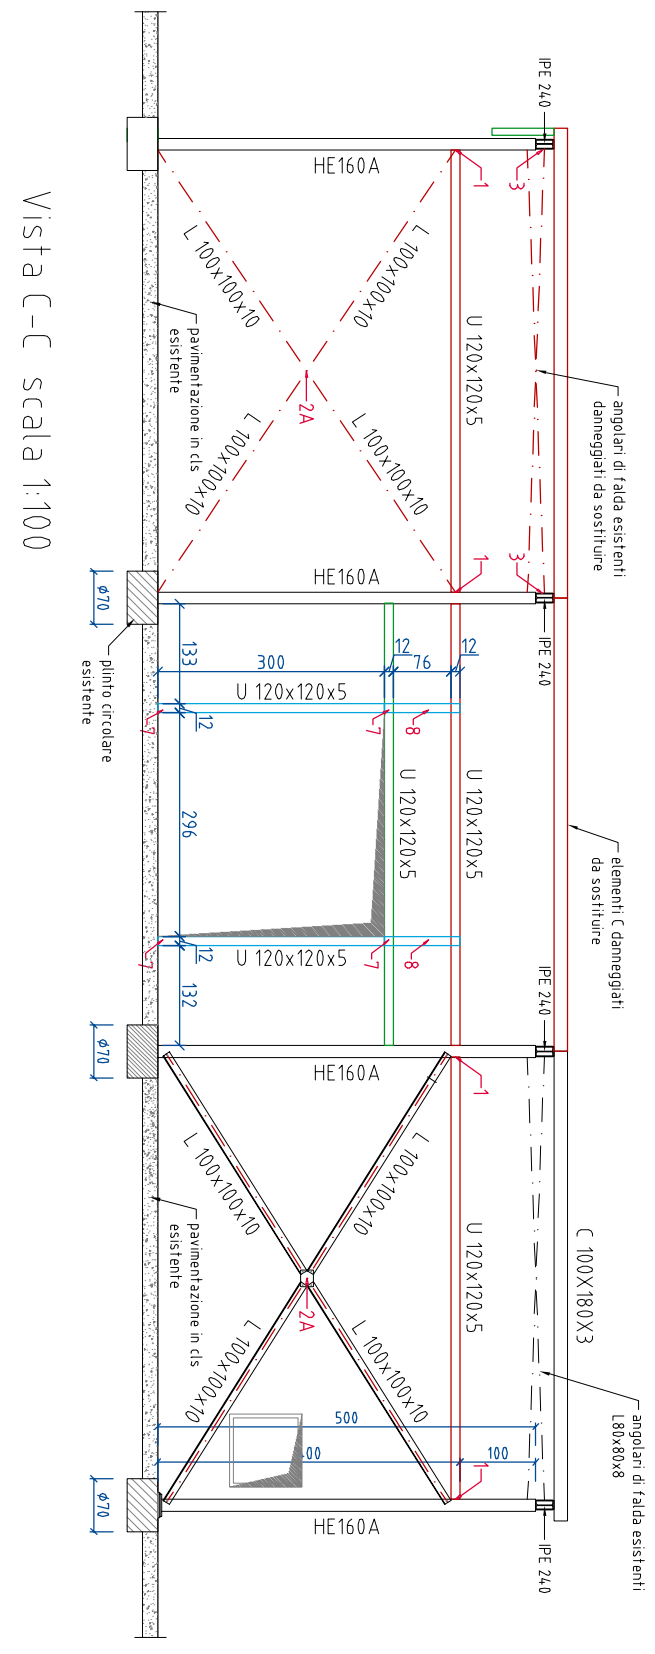 IPE 240
HE160A
1
3
L 100x100x10
L 100x100x10
U 120x120x5
angolari di falda esistenti
danneggiati da sostituire
pavimentazione in cls
esistente
2A
L 100x100x10
L 100x100x10
Vista C-C scala 1:100
HE160A
1
3
IPE 240
ø70
plinto circolare
esistente
133
300
12
76
12
U 120x120x5
7
12
7
8
U 120x120x5
U 120x120x5
296
elementi C danneggiati
da sostituire
7
12
7
8
U 120x120x5
132
IPE 240
ø70
HE160A
1
L 100x100x10
L 100x100x10
U 120x120x5
C 100X180X3
pavimentazione in cls
esistente
2A
L 100x100x10
L 100x100x10
angolari di falda esistenti
L80x80x8
500
100
1
ø70
HE160A
IPE 240